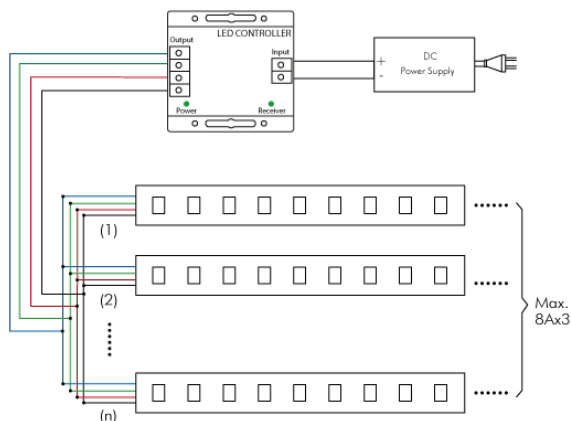 LED CONTROLLER
Output
Input
Power
Receiver
+
-
DC
Power Supply
(1)
(2)
(n)
Max.
8Ax3